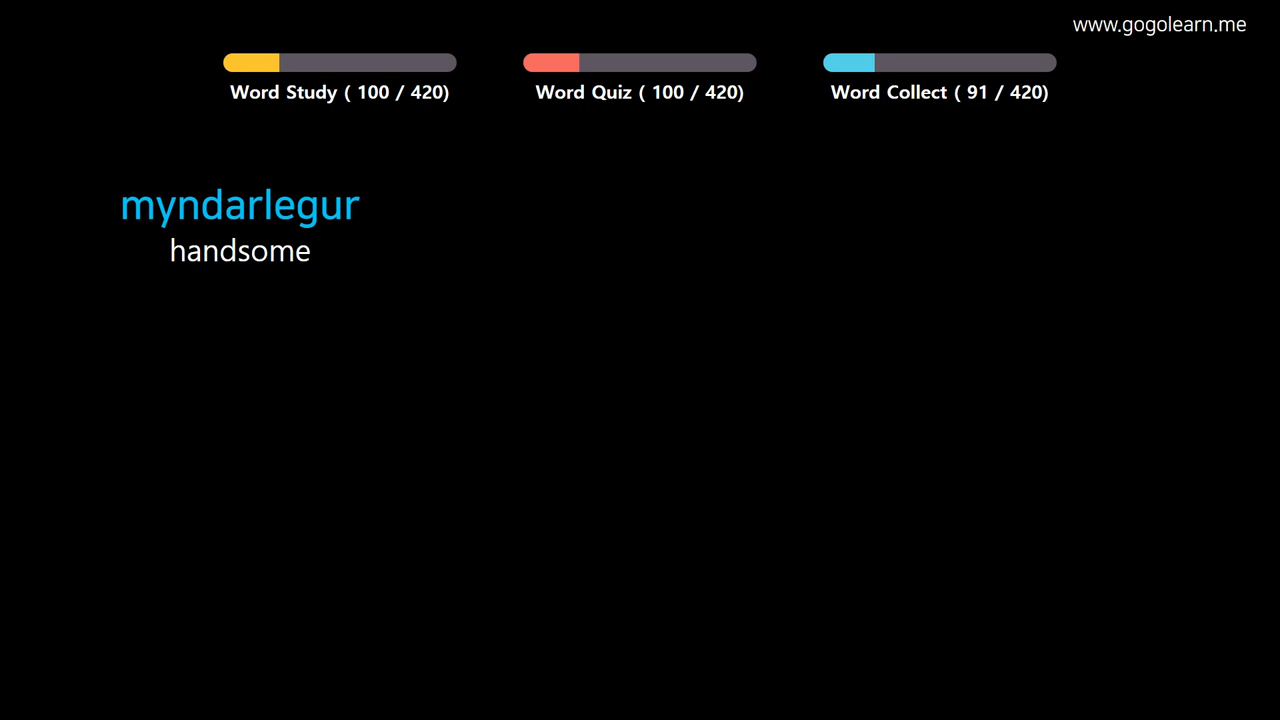 www.gogolearn.me
Word Study ( 100 / 420)
Word Quiz ( 100 / 420)
Word Collect ( 91 / 420)
myndarlegur
handsome